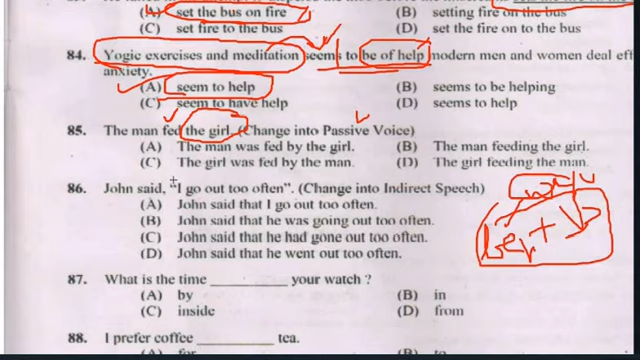 (A) set the bus on fire (B) setting fire on the bus
(C) set fire to the bus (D) set the fire on to the bus
84. Yogic exercises and meditation seems to be of help modern men and women deal eff
anxiety.
(A) seem to help (B) seems to be helping
(C) seem to have help (D) seems to help
85. The man fed the girl. (Change into Passive Voice)
(A) The man was fed by the girl. (B) The man feeding the girl.
(C) The girl was fed by the man. (D) The girl feeding the man.
86. John said, "I go out too often". (Change into Indirect Speech)
(A) John said that I go out too often.
(B) John said that he was going out too often.
(C) John said that he had gone out too often.
(D) John said that he went out too often.
87. What is the time ________ your watch ?
(A) by (B) in
(C) inside (D) from
88. I prefer coffee ________ tea.